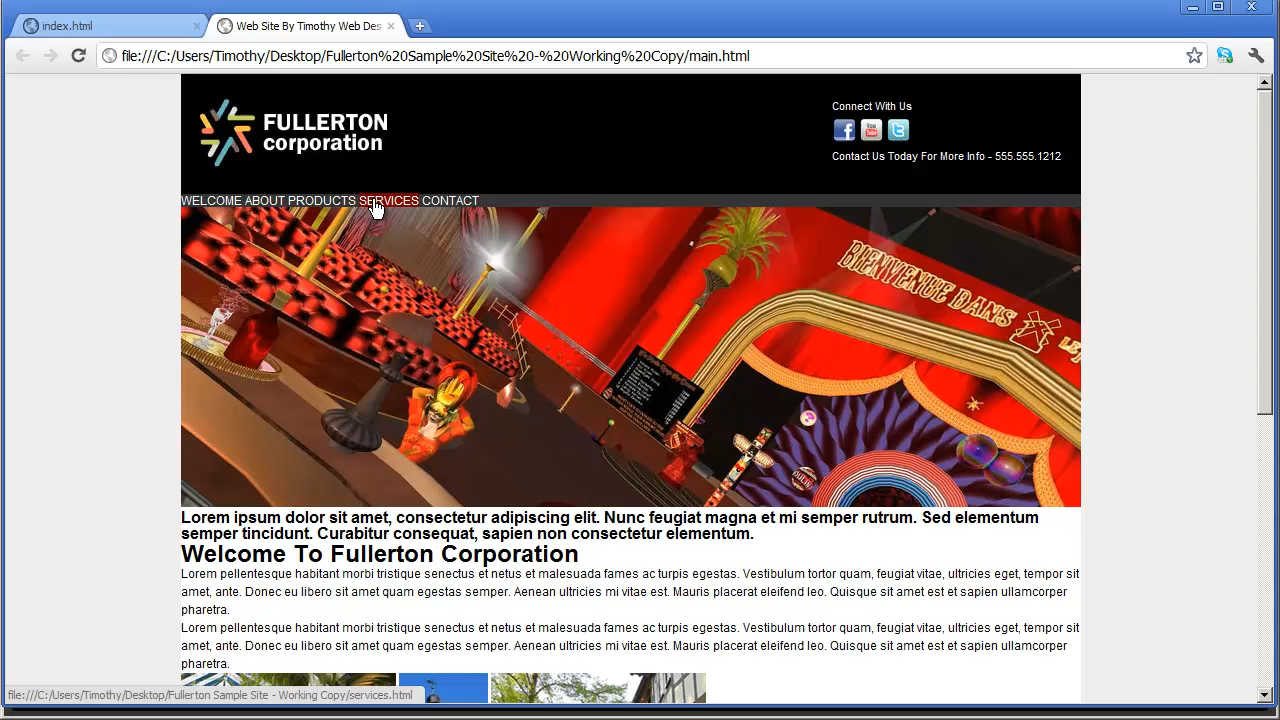 index.html
Web Site By Timothy Web Des
file:///C:/Users/Timothy/Desktop/Fullerton%20Sample%20Site%20-%20Working%20Copy/main.html
FULLERTON
corporation
Connect With Us
You
Tube
Contact Us Today For More Info - 555.555.1212
WELCOME ABOUT PRODUCTS SERVICES CONTACT
BIENVENUE DANS
Lorem ipsum dolor sit amet, consectetur adipiscing elit. Nunc feugiat magna et mi semper rutrum. Sed elementum
semper tincidunt. Curabitur consequat, sapien non consectetur elementum.
Welcome To Fullerton Corporation
Lorem pellentesque habitant morbi tristique senectus et netus et malesuada fames ac turpis egestas. Vestibulum tortor quam, feugiat vitae, ultricies eget, tempor sit
amet, ante. Donec eu libero sit amet quam egestas semper. Aenean ultricies mi vitae est. Mauris placerat eleifend leo. Quisque sit amet est et sapien ullamcorper
pharetra.
Lorem pellentesque habitant morbi tristique senectus et netus et malesuada fames ac turpis egestas. Vestibulum tortor quam, feugiat vitae, ultricies eget, tempor sit
amet, ante. Donec eu libero sit amet quam egestas semper. Aenean ultricies mi vitae est. Mauris placerat eleifend leo. Quisque sit amet est et sapien ullamcorper
pharetra.
file:///C:/Users/Timothy/Desktop/Fullerton Sample Site - Working Copy/services.html